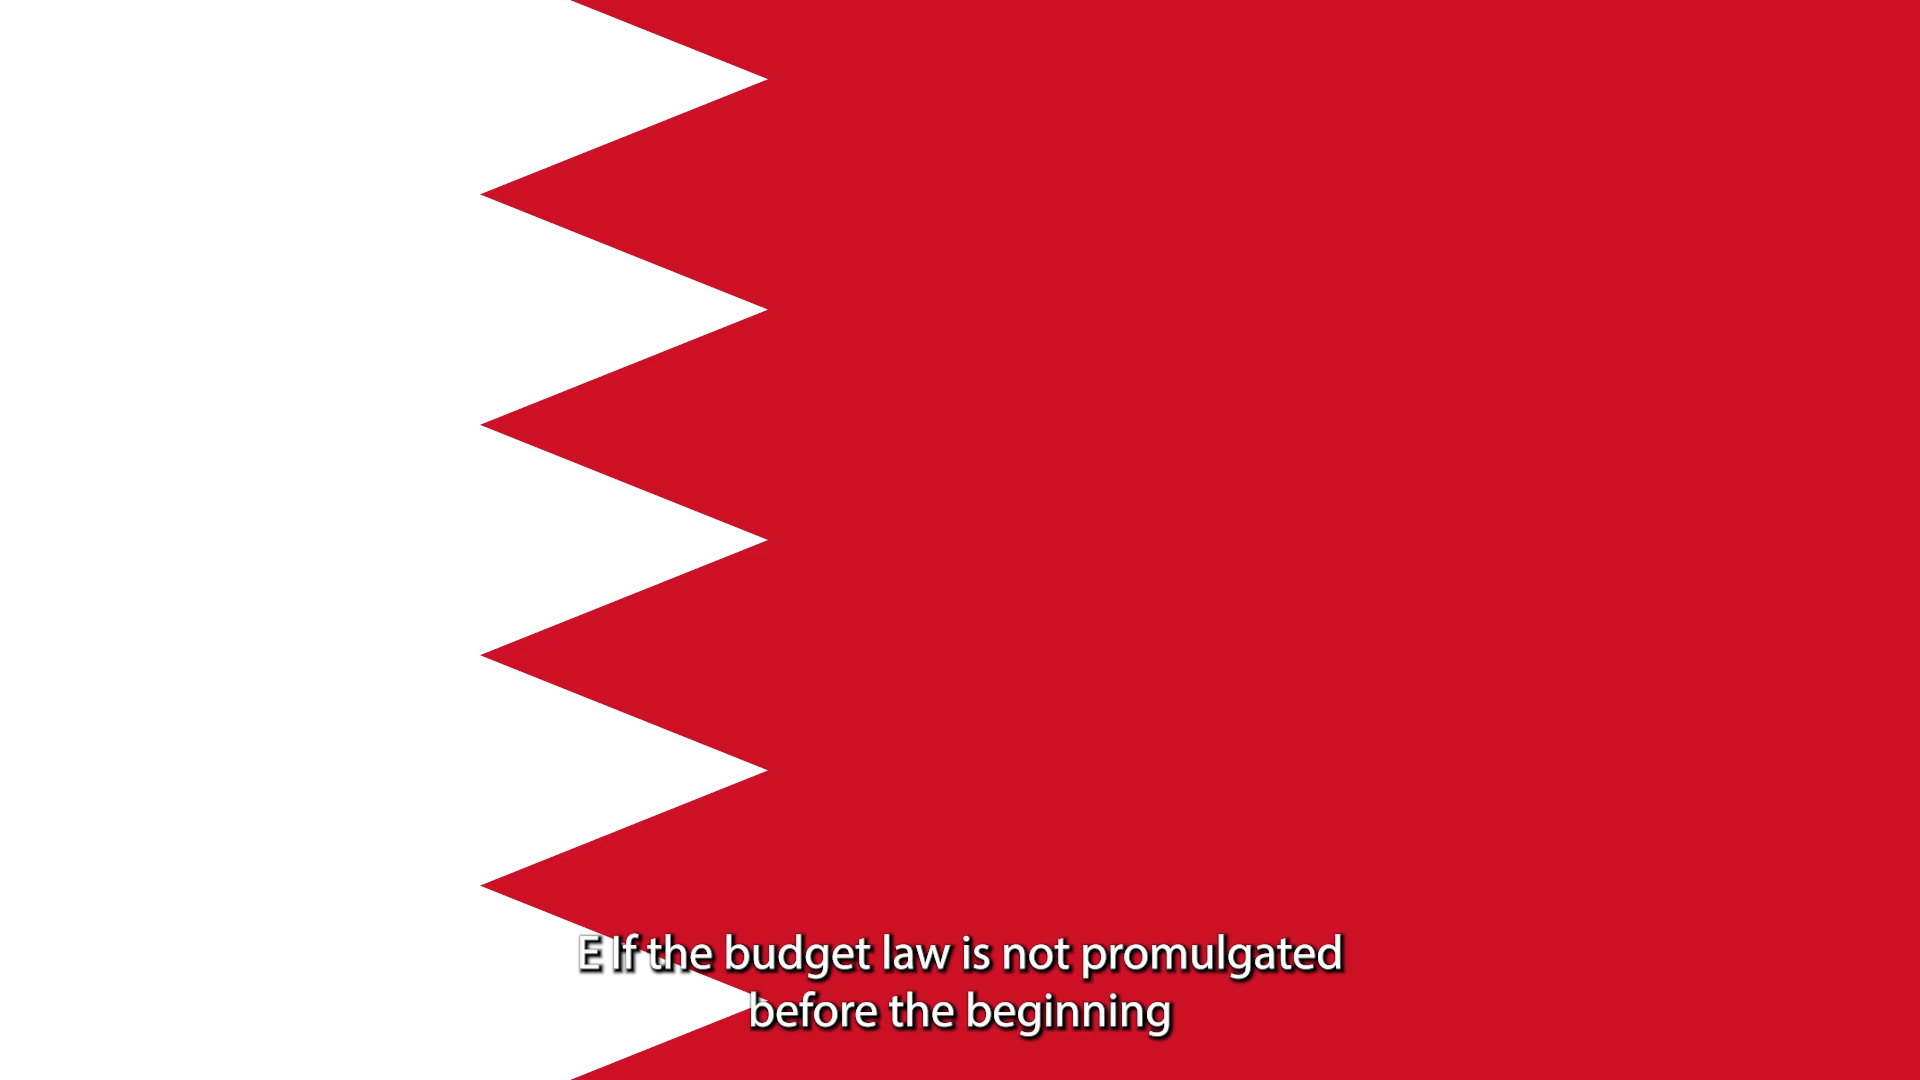 E If the budget law is not promulgated
before the beginning